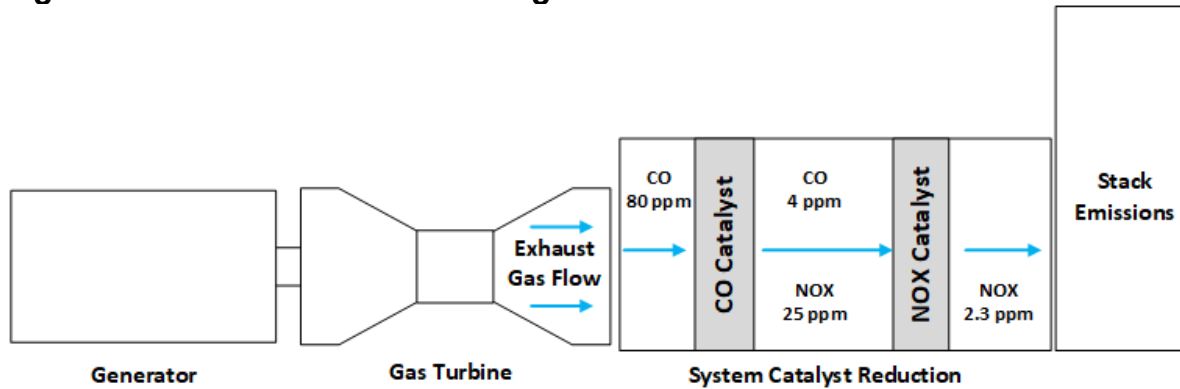 Exhaust
Gas Flow
CO
80 ppm
CO Catalyst
CO
4 ppm
NOX
25 ppm
NOX Catalyst
NOX
2.3 ppm
Stack
Emissions
Generator
Gas Turbine
System Catalyst Reduction